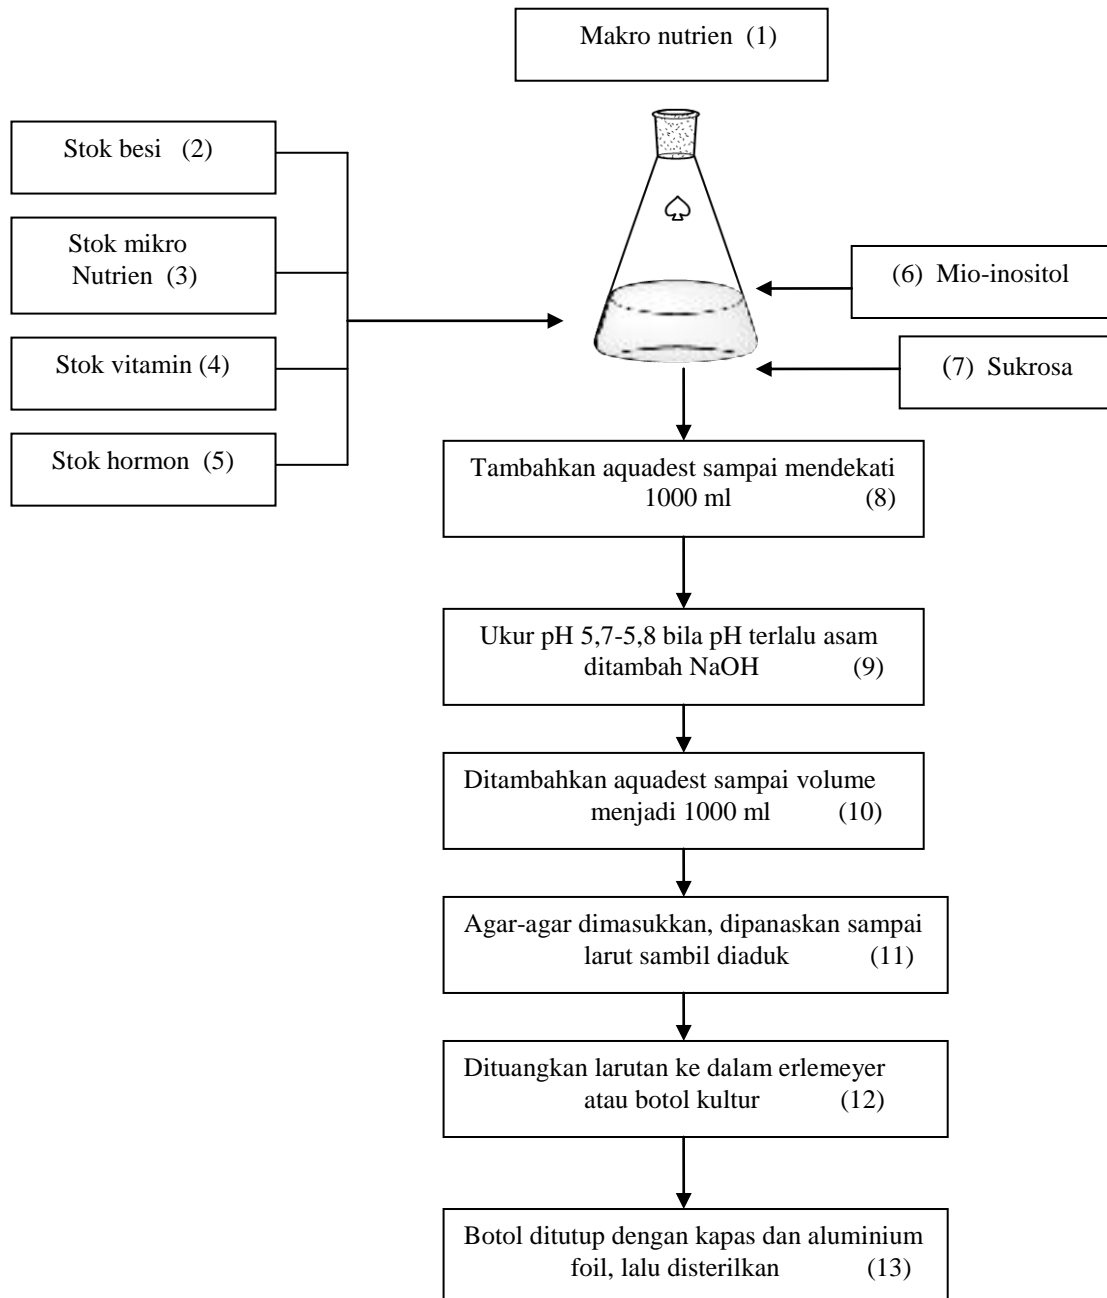 Makro nutrien (1)
Stok besi (2)
Stok mikro
Nutrien (3)
Stok vitamin (4)
Stok hormon (5)
(6) Mio-inositol
(7) Sukrosa
Tambahkan aquadest sampai mendekati
1000 ml (8)
Ukur pH 5,7-5,8 bila pH terlalu asam
ditambah NaOH (9)
Ditambahkan aquadest sampai volume
menjadi 1000 ml (10)
Agar-agar dimasukkan, dipanaskan sampai
larut sambil diaduk (11)
Dituangkan larutan ke dalam erlemeyer
atau botol kultur (12)
Botol ditutup dengan kapas dan aluminium
foil, lalu disterilkan (13)